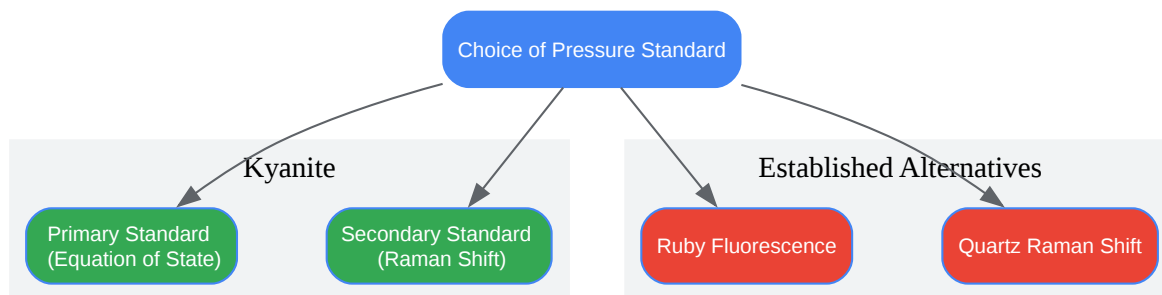 Choice of Pressure Standard
Kyanite
Established Alternatives
Primary Standard
(Equation of State)
Secondary Standard
(Raman Shift)
Ruby Fluorescence
Quartz Raman Shift